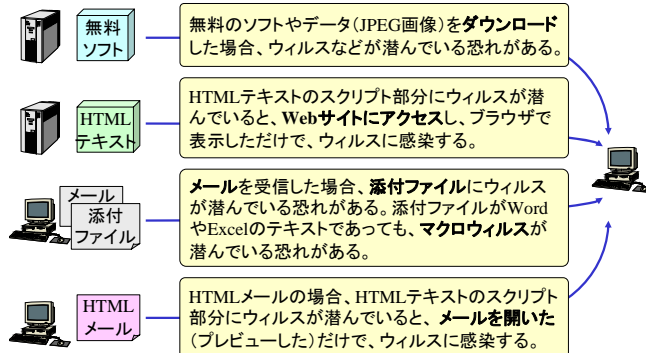 無料
ソフト
無料のソフトやデータ(JPEG画像)をダウンロード
した場合、ウィルスなどが潜んでいる恐れがある。
HTML
テキスト
HTMLテキストのスクリプト部分にウィルスが潜
んでいると、Webサイトにアクセスし、ブラウザで
表示しただけで、ウィルスに感染する。
メール
添付
ファイル
メールを受信した場合、添付ファイルにウィルス
が潜んでいる恐れがある。添付ファイルがWord
やExcelのテキストであっても、マクロウィルスが
潜んでいる恐れがある。
HTML
メール
HTMLメールの場合、HTMLテキストのスクリプト
部分にウィルスが潜んでいると、メールを開いた
(プレビューした)だけで、ウィルスに感染する。